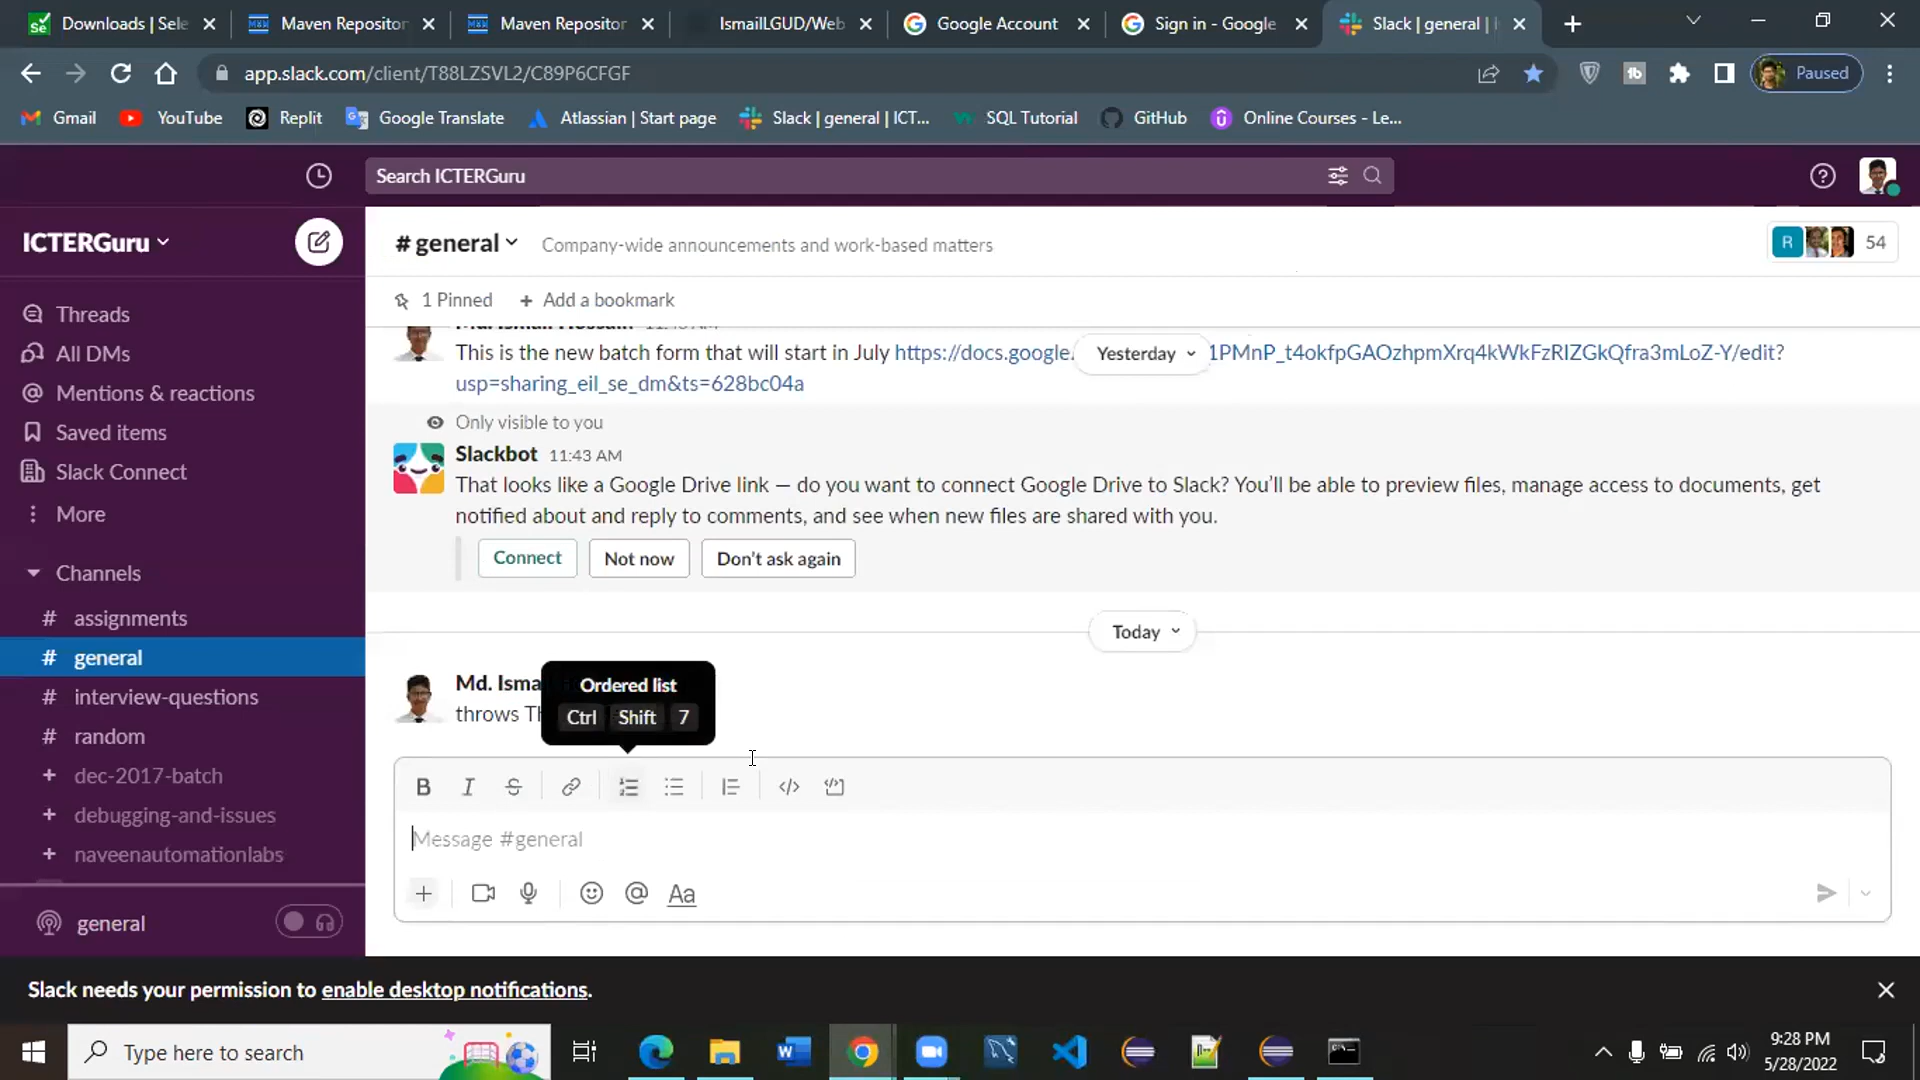 Downloads | Sele
Maven Repositor
Maven Repositor
IsmailLGUD/Web
Google Account
Sign in - Google
Slack | general |
app.slack.com/client/T88LZSVL2/C89P6CFGF
Paused
Gmail
YouTube
Replit
Google Translate
Atlassian | Start page
Slack | general | ICT...
SQL Tutorial
GitHub
Online Courses - Le...
Search ICTERGuru
ICTERGuru
# general
Company-wide announcements and work-based matters
R
54
1 Pinned
+ Add a bookmark
Threads
All DMs
Mentions & reactions
Saved items
Slack Connect
More
Channels
# assignments
# general
# interview-questions
# random
+ dec-2017-batch
+ debugging-and-issues
+ naveenautomationlabs
general
This is the new batch form that will start in July https://docs.google. Yesterday 1PMnP_t4okfpGAOzhpmXrq4kWkFzRIZGkQfra3mLoZ-Y/edit?
usp=sharing_eil_se_dm&ts=628bc04a
Only visible to you
Slackbot 11:43 AM
That looks like a Google Drive link — do you want to connect Google Drive to Slack? You'll be able to preview files, manage access to documents, get
notified about and reply to comments, and see when new files are shared with you.
Connect
Not now
Don't ask again
Today
Md. Isma
throws Th
Ordered list
Ctrl Shift 7
B I S
</>
Message #general
Aa
Slack needs your permission to enable desktop notifications.
Type here to search
9:28 PM
5/28/2022